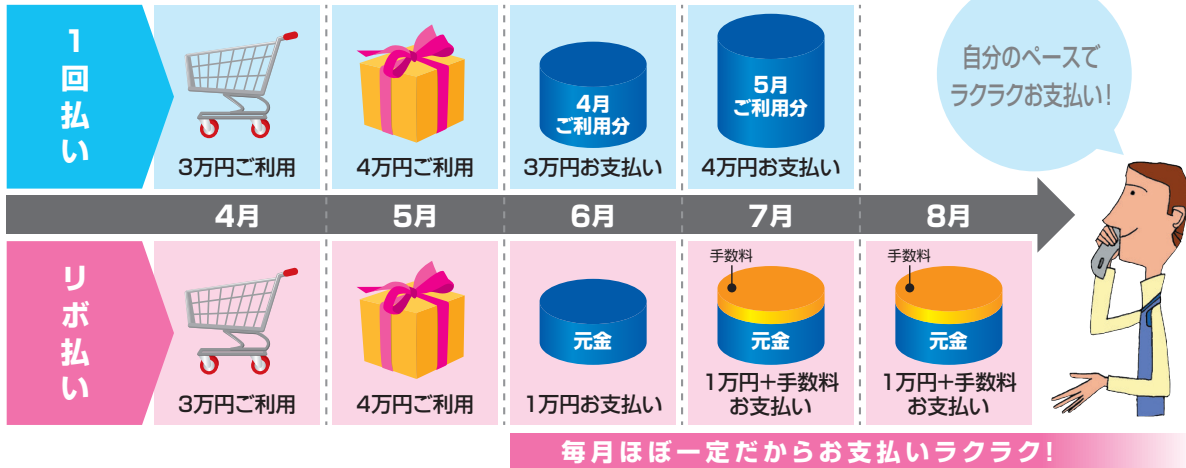 1回払い
3万円ご利用
4万円ご利用
4月
ご利用分
3万円お支払い
5月
ご利用分
4万円お支払い
自分のペースで
ラクラクお支払い!
4月
5月
6月
7月
8月
リボ払い
3万円ご利用
4万円ご利用
元金
1万円お支払い
手数料
元金
1万円+手数料
お支払い
手数料
元金
1万円+手数料
お支払い
毎月ほぼ一定だからお支払いラクラク!